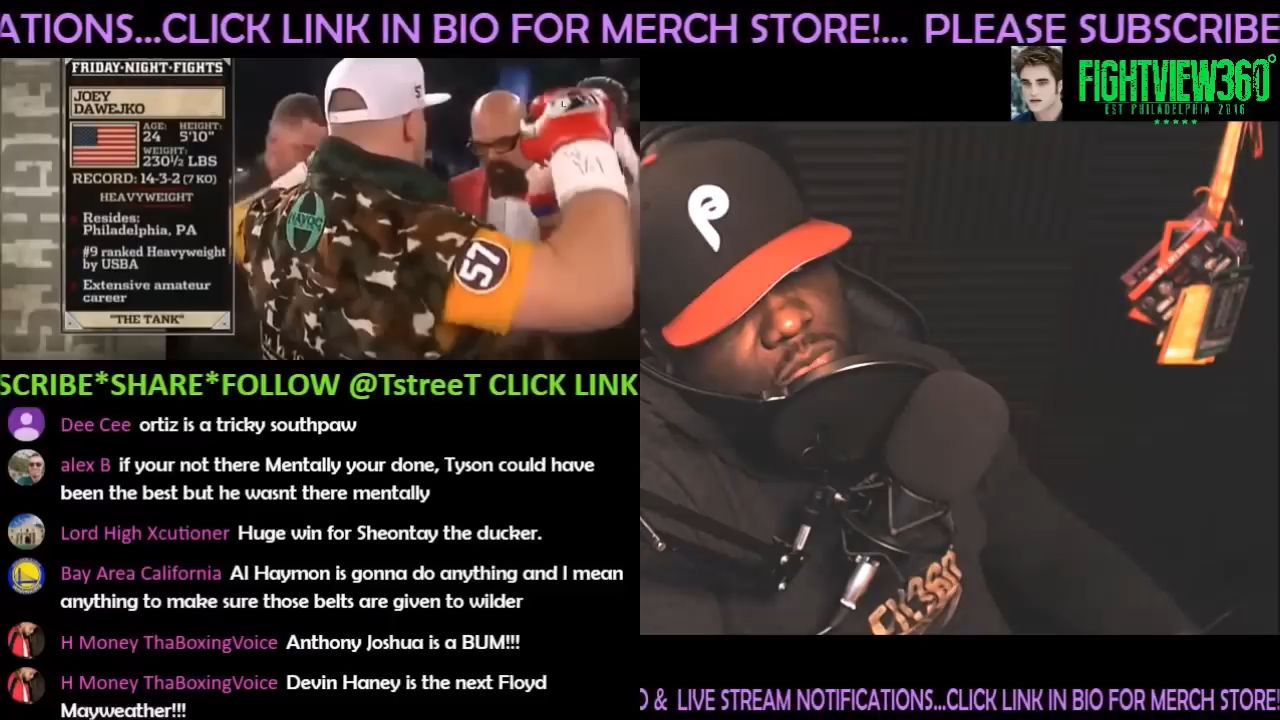 ATIONS...CLICK LINK IN BIO FOR MERCH STORE!... PLEASE SUBSCRIBE
FIGHTVIEW360°
EST PHILADELPHIA 2016
FRIDAY·NIGHT·FIGHTS
JOEY
DAWEJKO
AGE: HEIGHT:
24 5'10"
WEIGHT:
230½ LBS
RECORD: 14-3-2 (7 KO)
HEAVYWEIGHT
Resides:
Philadelphia, PA
#9 ranked Heavyweight
by USBA
Extensive amateur
career
"THE TANK"
HAVOC
57
P
SCRIBE*SHARE*FOLLOW @TstreeT CLICK LINK
Dee Cee ortiz is a tricky southpaw
alex B if your not there Mentally your done, Tyson could have
been the best but he wasnt there mentally
Lord High Xcutioner Huge win for Sheontay the ducker.
Bay Area California Al Haymon is gonna do anything and I mean
anything to make sure those belts are given to wilder
H Money ThaBoxingVoice Anthony Joshua is a BUM!!!
H Money ThaBoxingVoice Devin Haney is the next Floyd
Mayweather!!!
& LIVE STREAM NOTIFICATIONS...CLICK LINK IN BIO FOR MERCH STORE!